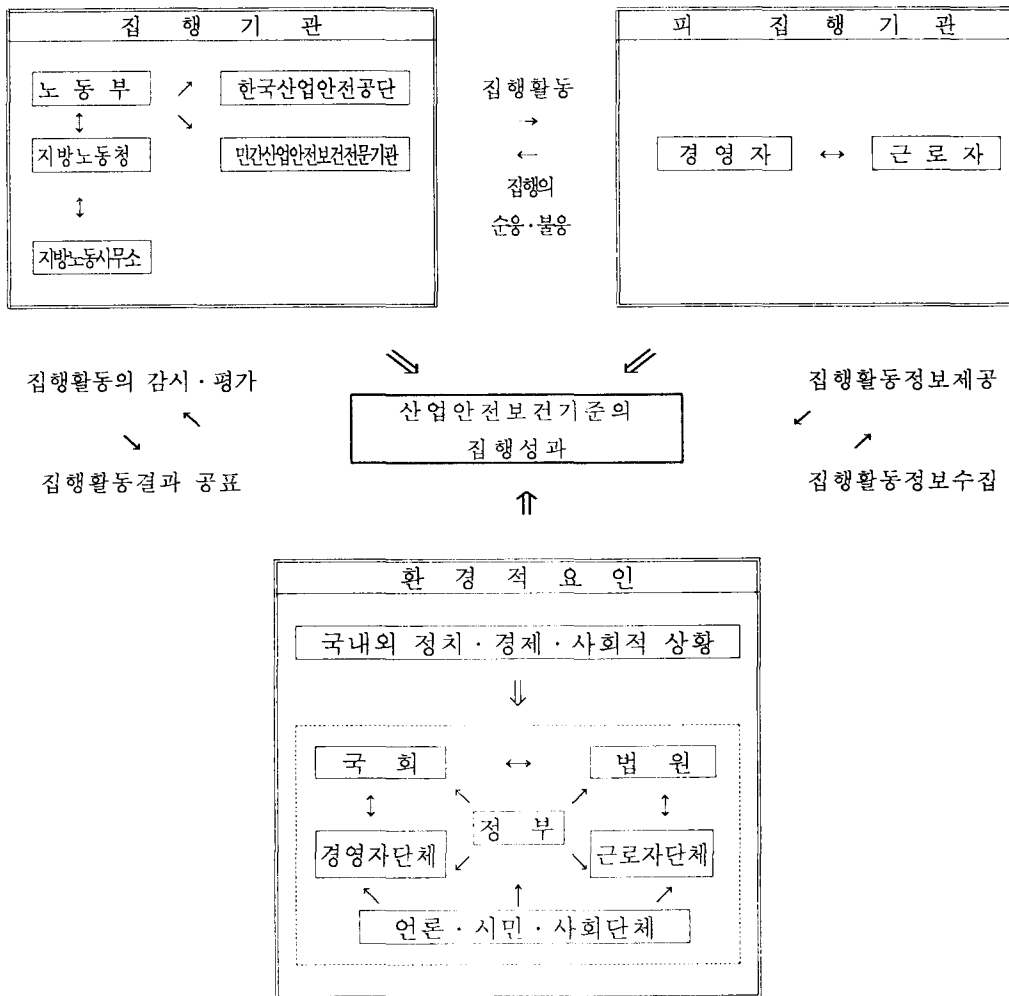 집 행 기 관
노 동 부 ↗ 한국산업안전공단
↕ ↘
지방노동청 민간산업안전보건전문기관
↕
지방노동사무소
집행활동
→
←
집행의
순응·불응
피 집 행 기 관
경 영 자 ↔ 근 로 자
집행활동의 감시·평가
↖
↘
집행활동결과 공표
산업안전보건기준의
집행성과
집행활동정보제공
↙
↗
집행활동정보수집
환 경 적 요 인
국내외 정치·경제·사회적 상황
⇓
국 회 ↔ 법 원
정 부
경영자단체 근로자단체
언론·시민·사회단체